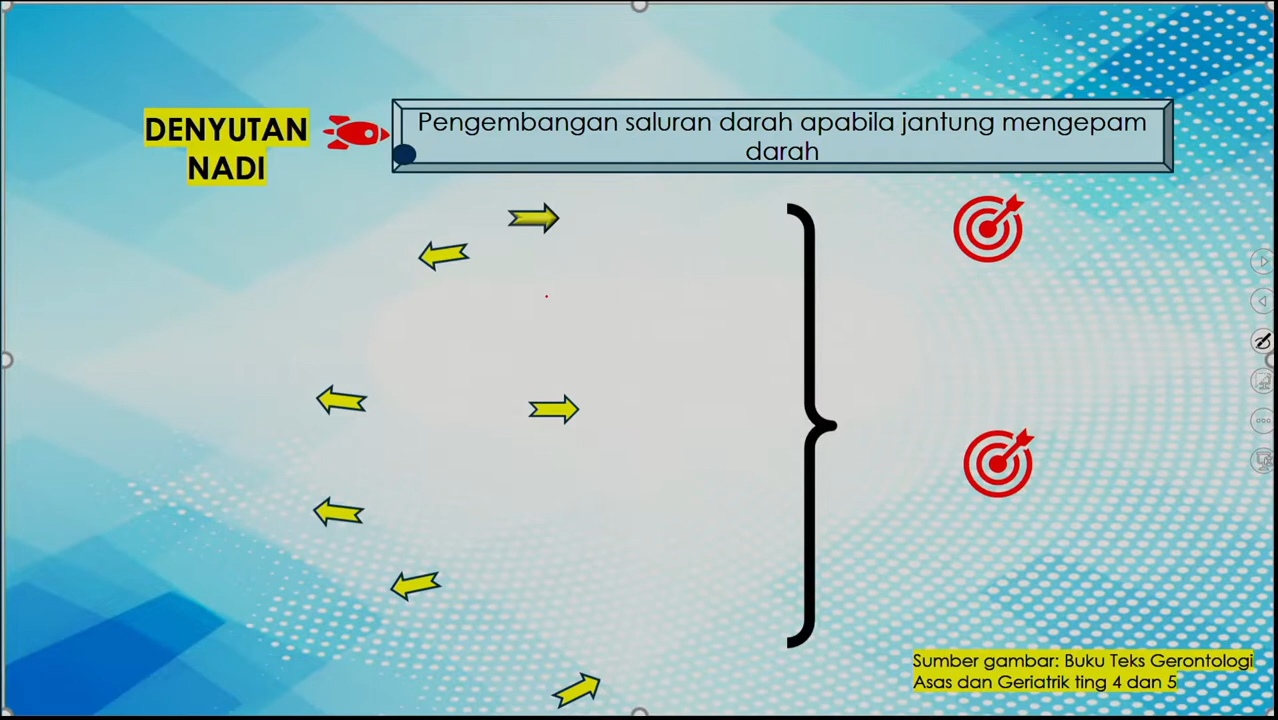 DENYUTAN
NADI
Pengembangan saluran darah apabila jantung mengepam
darah
Sumber gambar: Buku Teks Gerontologi
Asas dan Geriatrik ting 4 dan 5